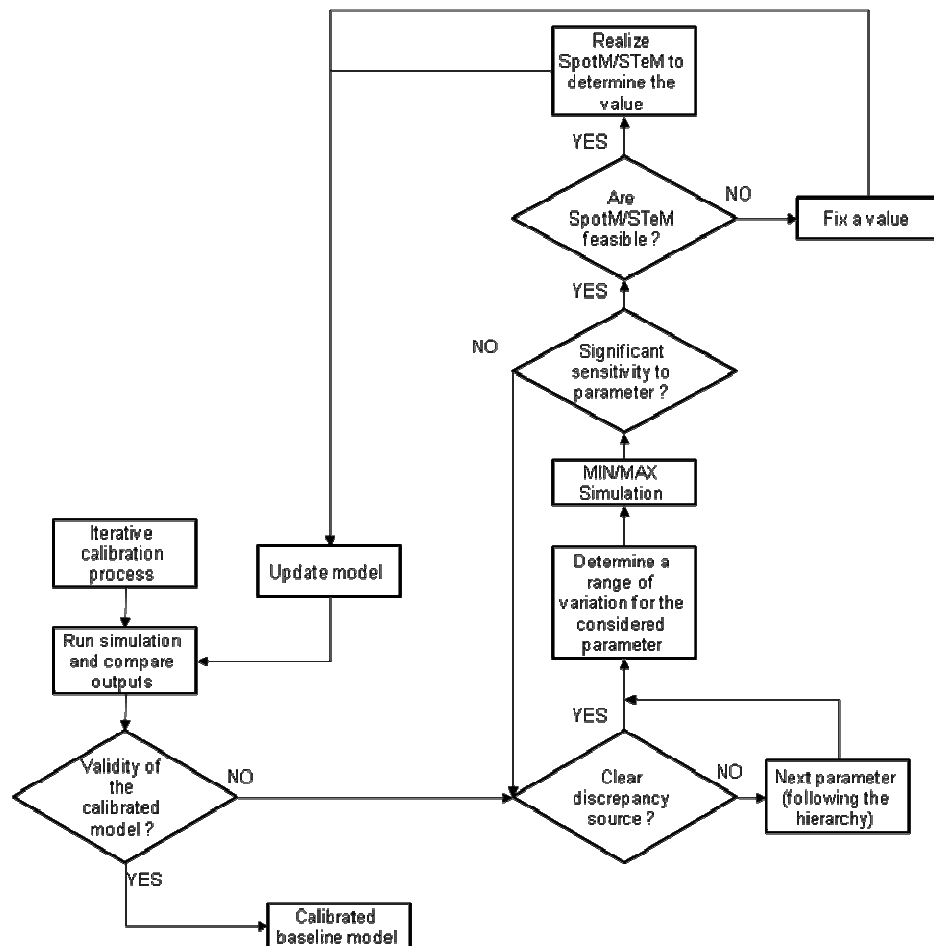 Realize
SpotM/STeM to
determine the
value
YES
Are
SpotM/STeM
feasible ?
NO
Fix a value
YES
NO
Significant
sensitivity to
parameter ?
MIN/MAX
Simulation
Iterative
calibration
process
Update model
Determine a
range of
variation for the
considered
parameter
Run simulation
and compare
outputs
YES
Validity of
the
calibrated
model ?
NO
Clear
discrepancy
source ?
NO
Next parameter
(following the
hierarchy)
YES
Calibrated
baseline model